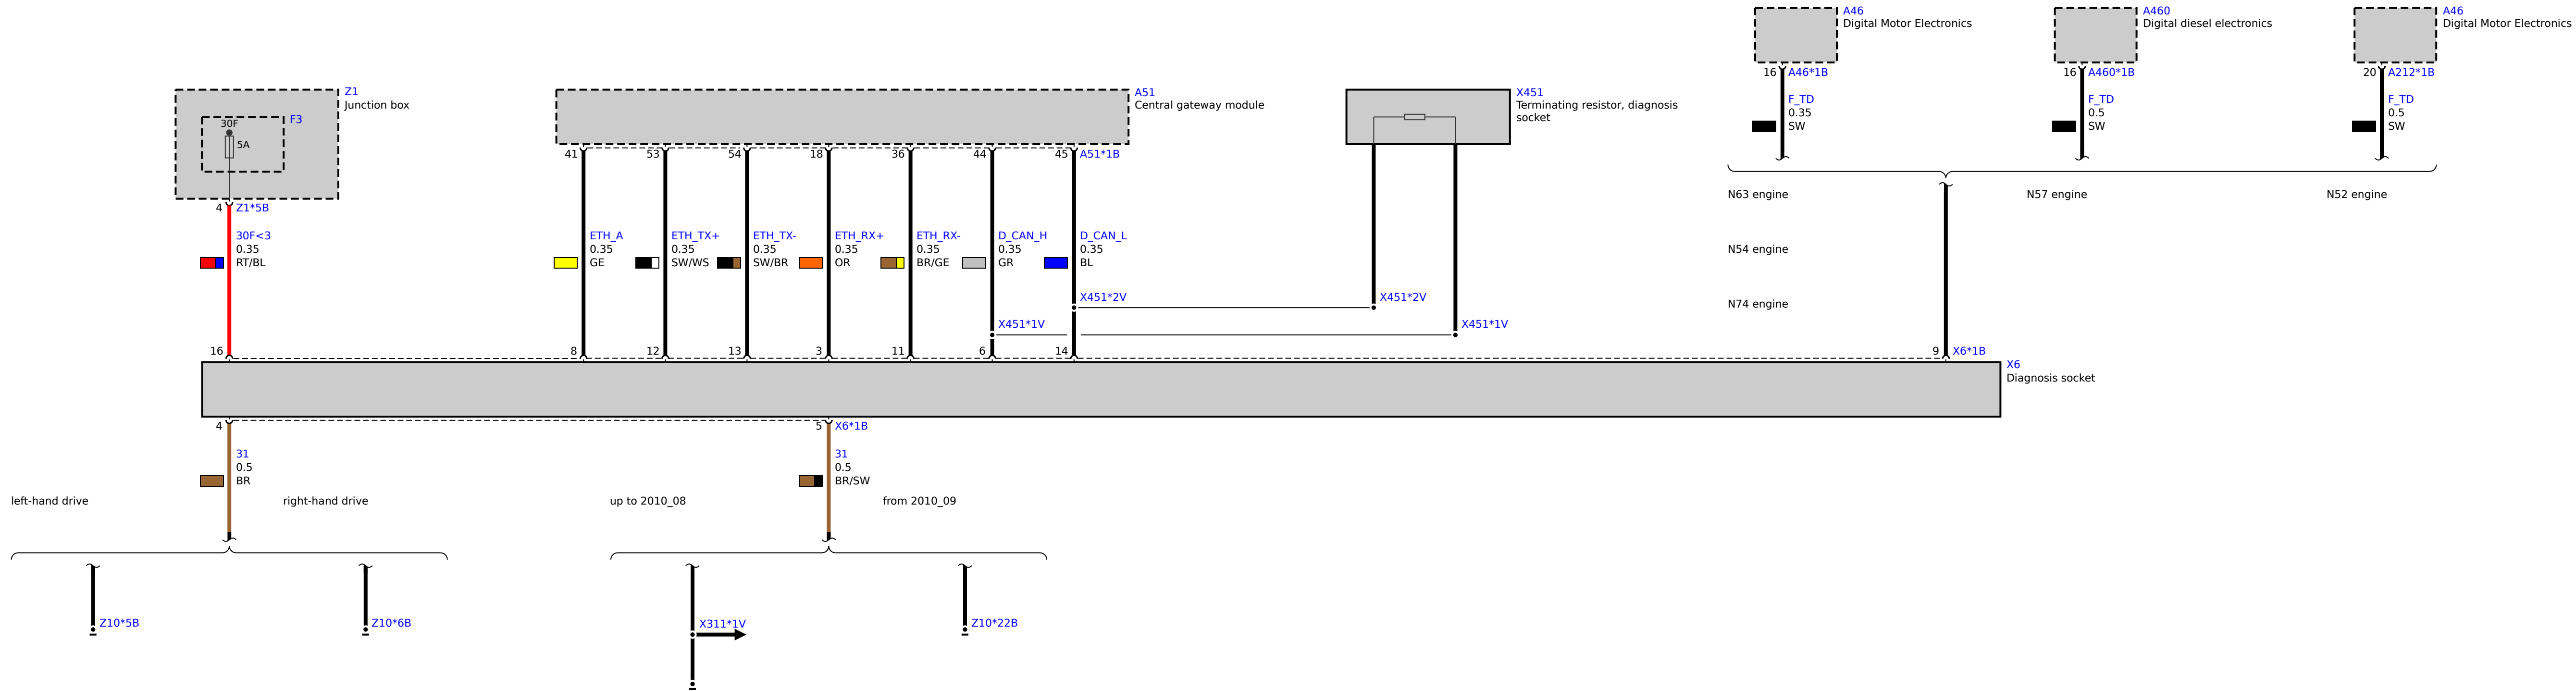 A46
Digital Motor Electronics
A460
Digital diesel electronics
A46
Digital Motor Electronics
16 A46*1B
16 A460*1B
20 A212*1B
F_TD
0.35
SW
F_TD
0.5
SW
F_TD
0.5
SW
Z1
Junction box
30F
F3
5A
A51
Central gateway module
X451
Terminating resistor, diagnosis
socket
41
53
54
18
36
44
45 A51*1B
N63 engine
N57 engine
N52 engine
N54 engine
N74 engine
4 Z1*5B
30F<3
0.35
RT/BL
ETH_A
0.35
GE
ETH_TX+
0.35
SW/WS
ETH_TX-
0.35
SW/BR
ETH_RX+
0.35
OR
ETH_RX-
0.35
BR/GE
D_CAN_H
0.35
GR
D_CAN_L
0.35
BL
X451*2V
X451*2V
X451*1V
X451*1V
16
8
12
13
3
11
6
14
9 X6*1B
X6
Diagnosis socket
4
5 X6*1B
31
0.5
BR
31
0.5
BR/SW
left-hand drive
right-hand drive
up to 2010_08
from 2010_09
Z10*5B
Z10*6B
X311*1V
Z10*22B